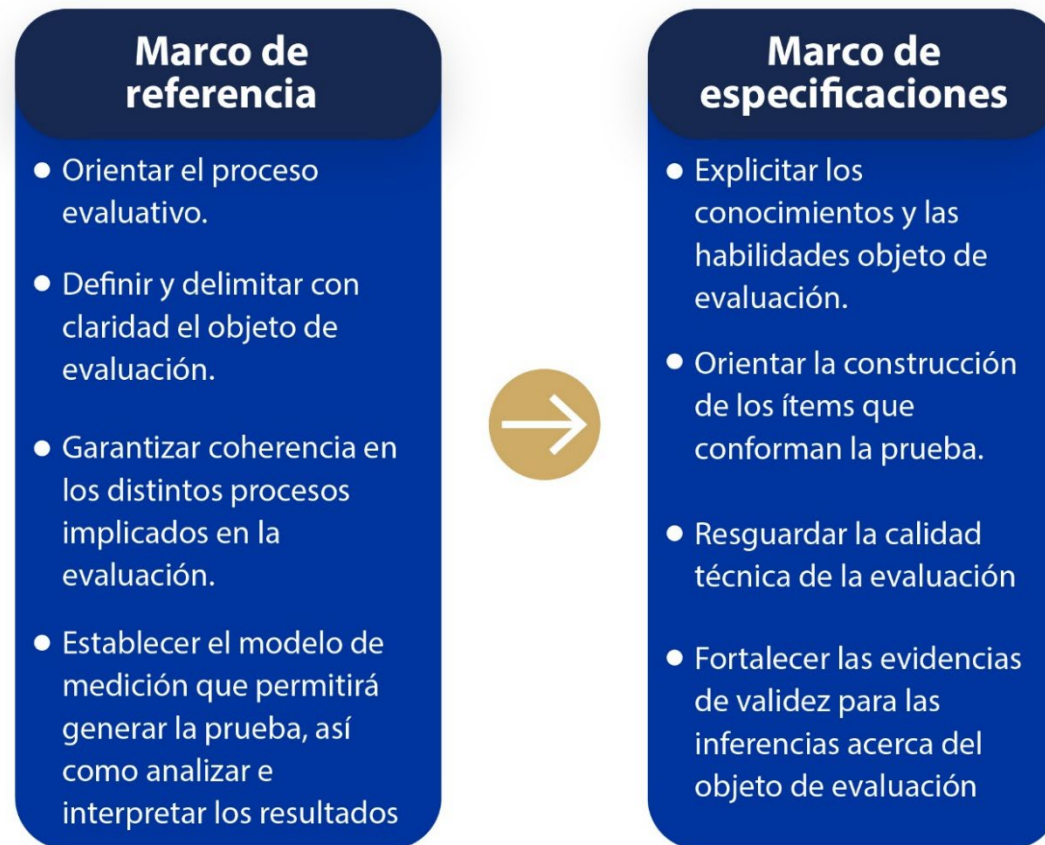 Marco de
referencia
● Orientar el proceso
evaluativo.
● Definir y delimitar con
claridad el objeto de
evaluación.
● Garantizar coherencia en
los distintos procesos
implicados en la
evaluación.
● Establecer el modelo de
medición que permitirá
generar la prueba, así
como analizar e
interpretar los resultados
Marco de
especificaciones
● Explicitar los
conocimientos y las
habilidades objeto de
evaluación.
● Orientar la construcción
de los ítems que
conforman la prueba.
● Resguardar la calidad
técnica de la evaluación
● Fortalecer las evidencias
de validez para las
inferencias acerca del
objeto de evaluación